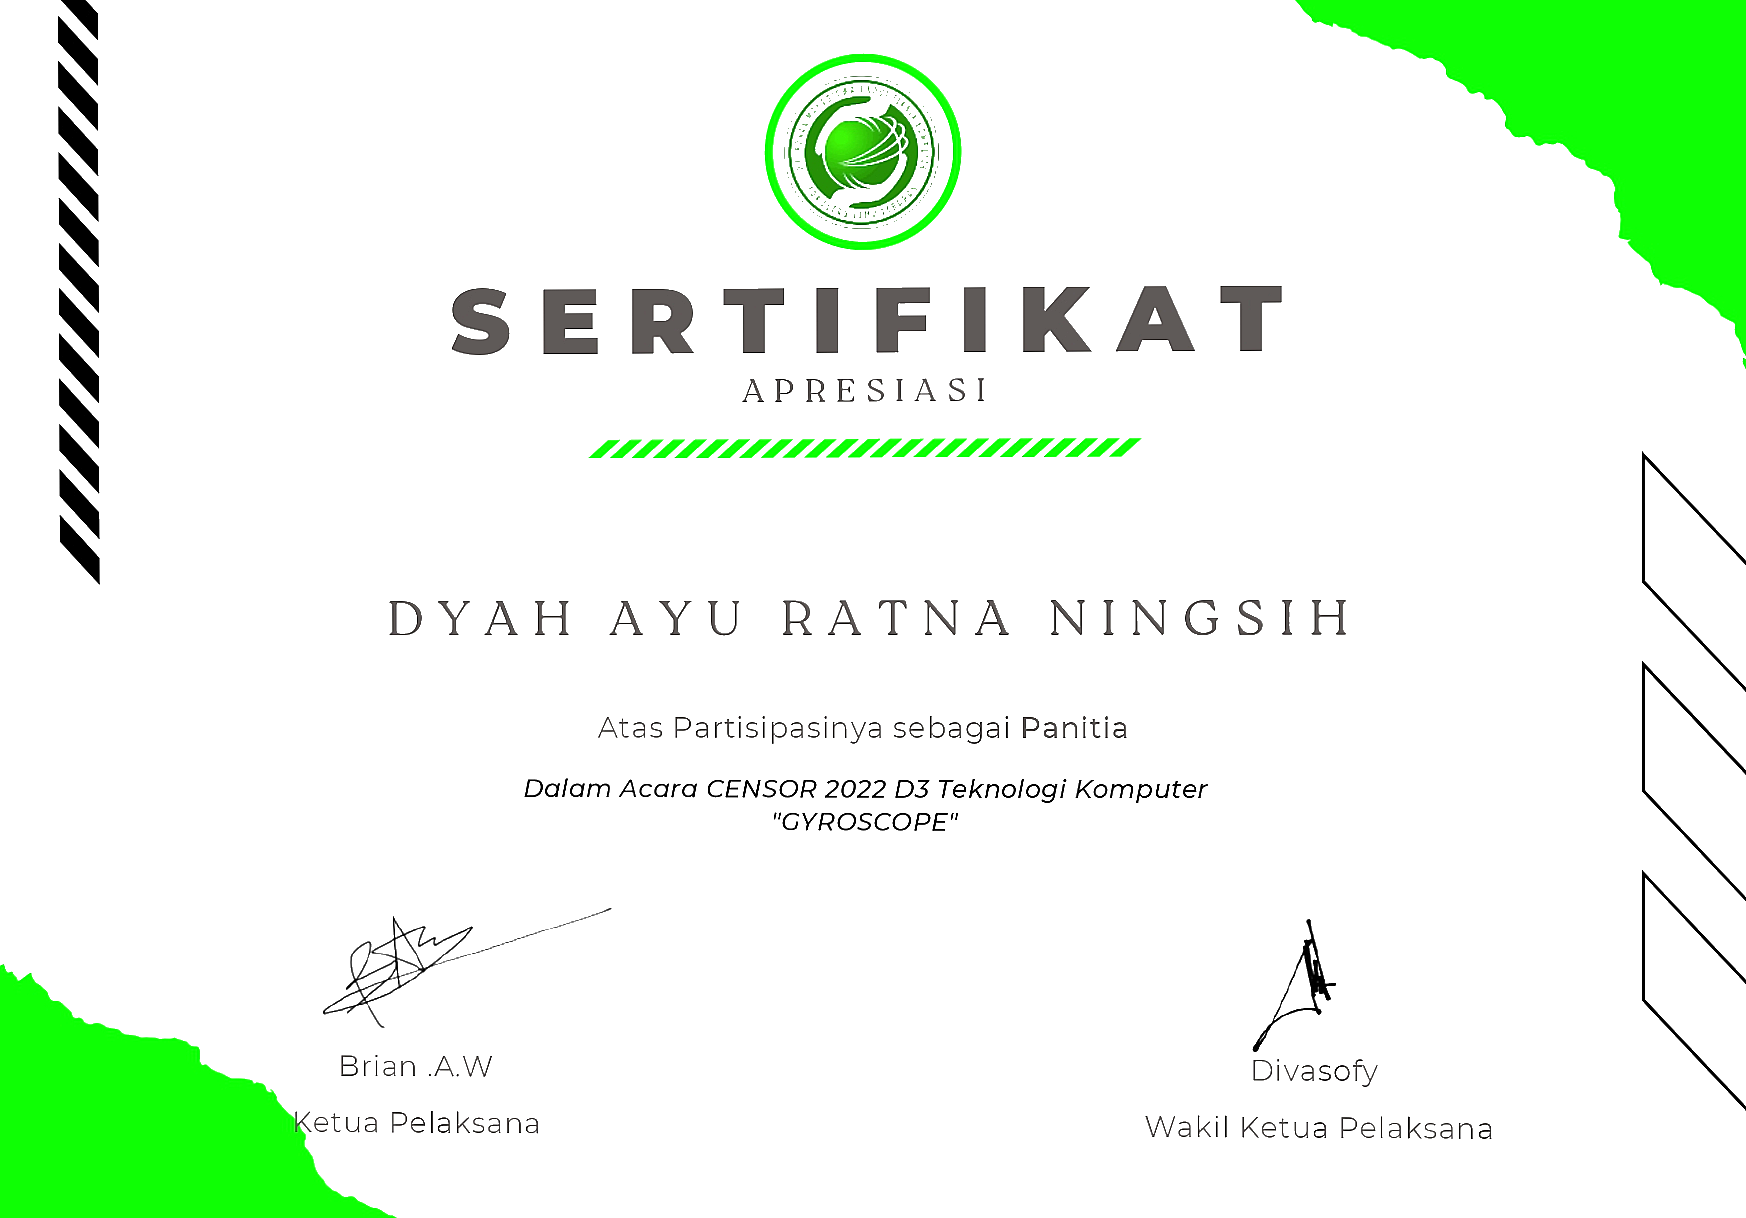 SERTIFIKAT
APRESIASI
DYAH AYU RATNA NINGSIH
Atas Partisipasinya sebagai Panitia
Dalam Acara CENSOR 2022 D3 Teknologi Komputer
"GYROSCOPE"
Brian .A.W
Divasofy
Ketua Pelaksana
Wakil Ketua Pelaksana